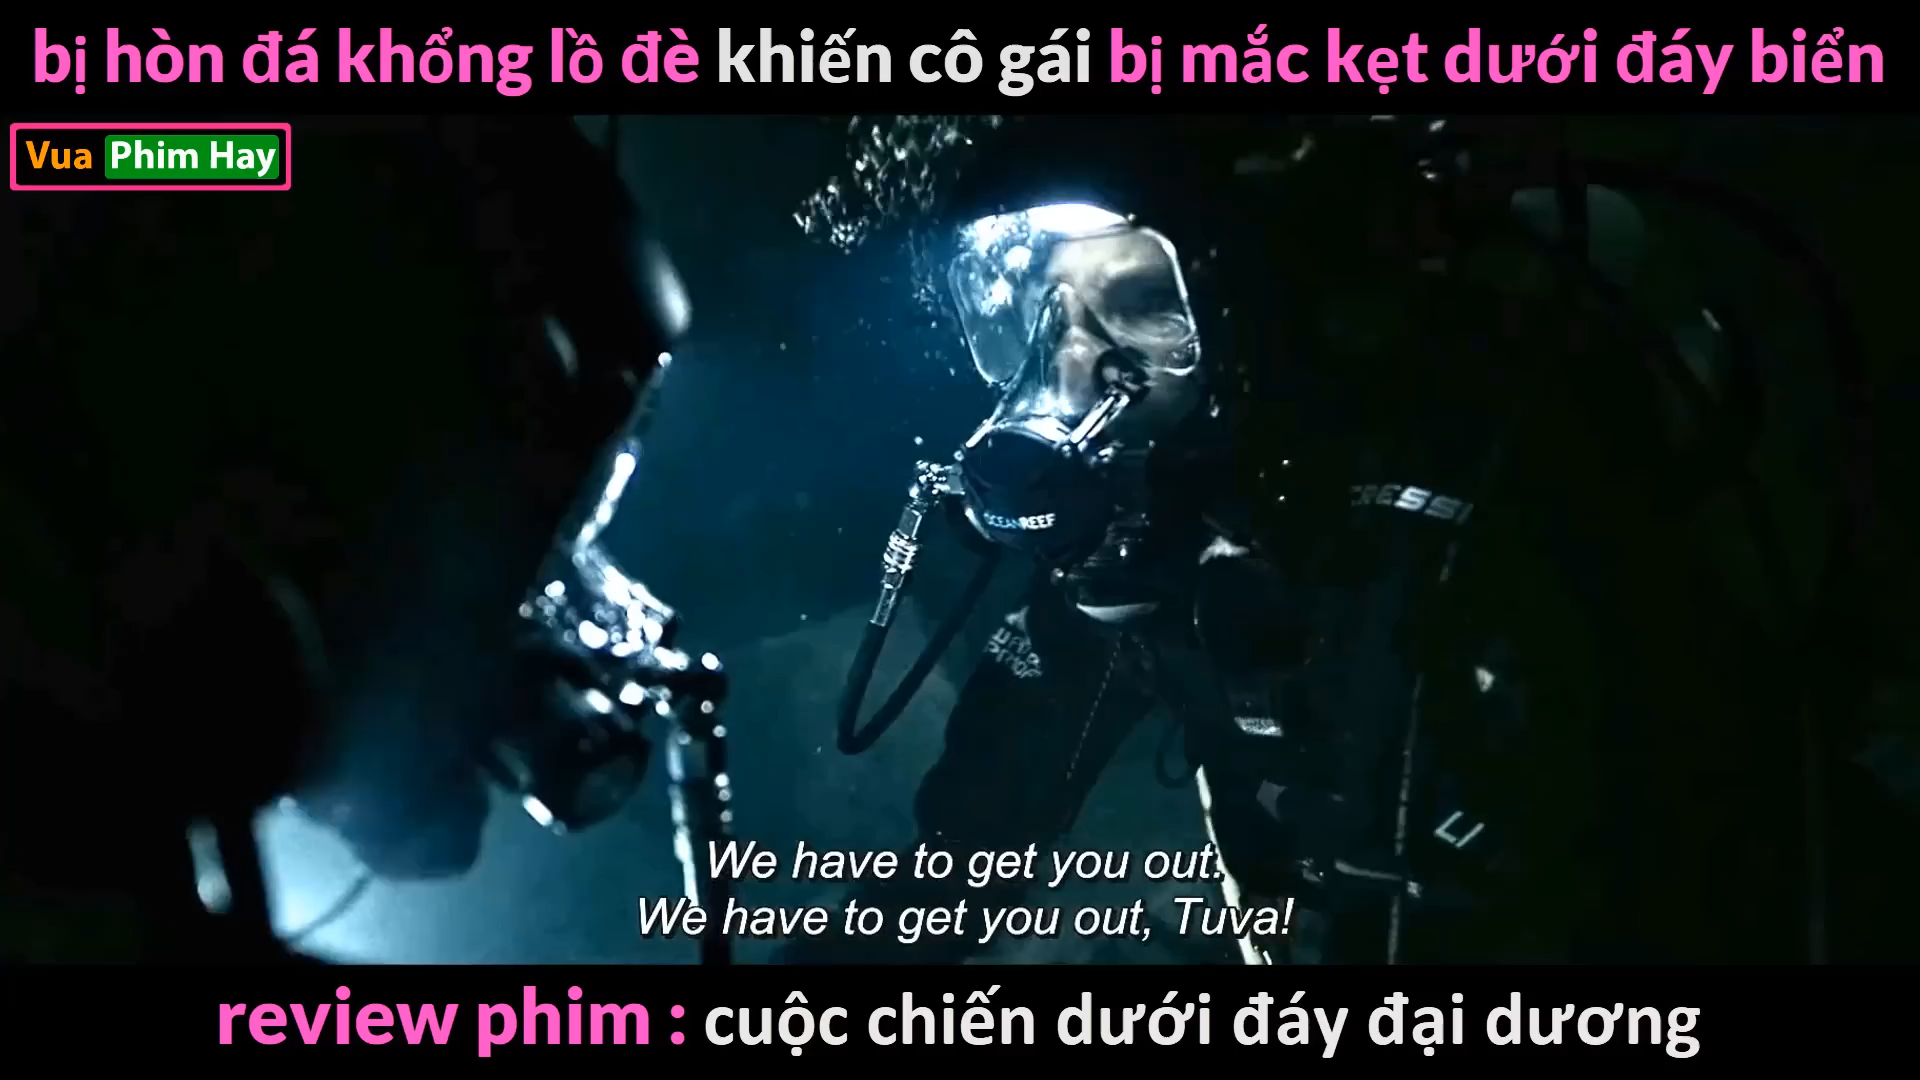 bị hòn đá khổng lồ đè khiến cô gái bị mắc kẹt dưới đáy biển
Vua Phim Hay
OCEANREEF
CRESSI
We have to get you out.
We have to get you out, Tuva!
review phim : cuộc chiến dưới đáy đại dương